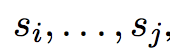 s_i, . . . , s_j,